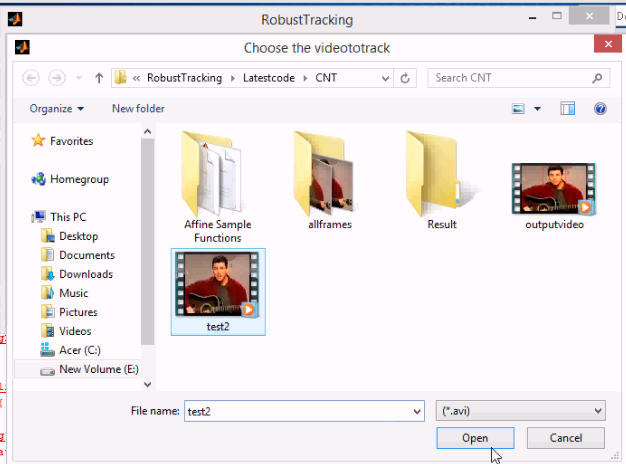 RobustTracking
Choose the videototrack
« RobustTracking Latestcode CNT
Search CNT
Organize
New folder
Favorites
Homegroup
This PC
Desktop
Documents
Downloads
Music
Pictures
Videos
Acer (C:)
New Volume (E:)
Affine Sample
Functions
allframes
Result
outputvideo
test2
File name: test2
(*.avi)
Open
Cancel